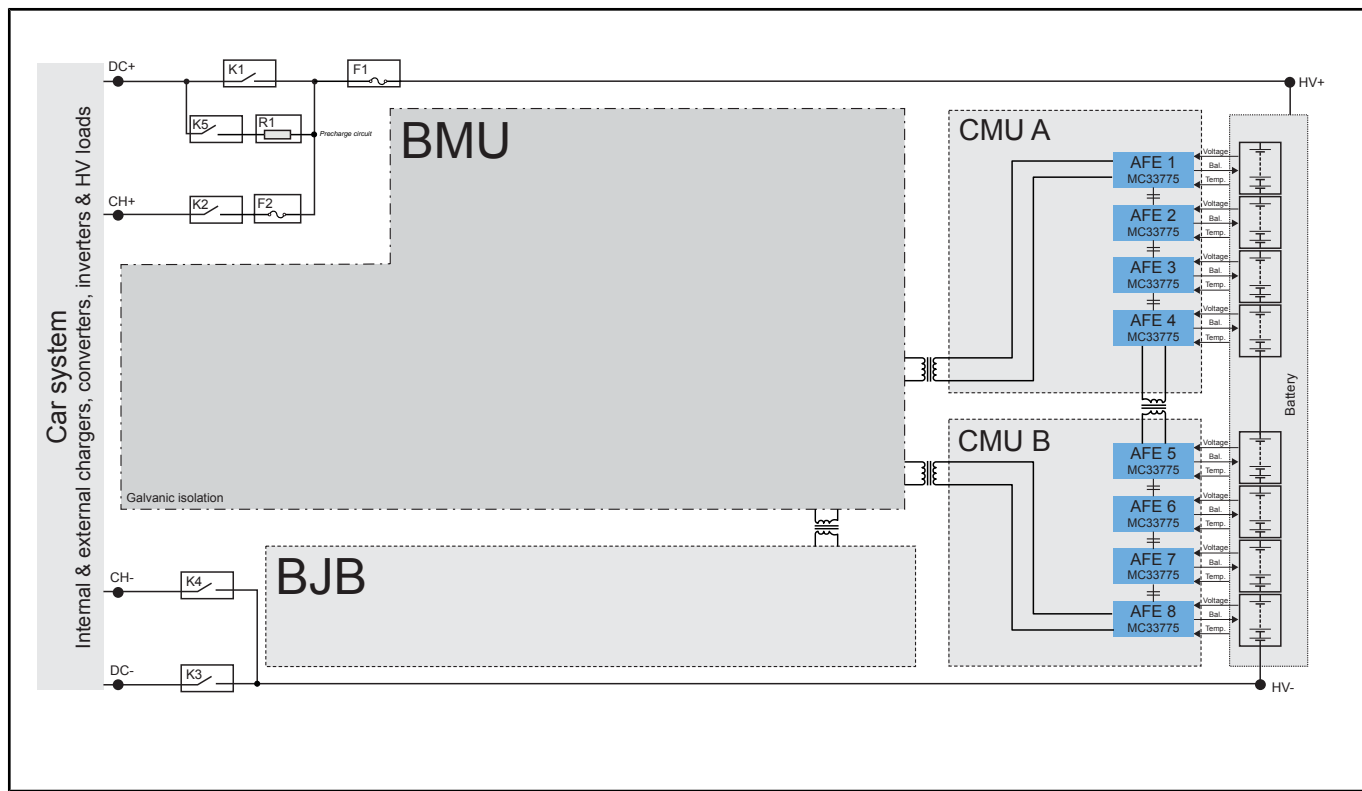 DC+
K1
F1
HV+
K5
R1
Precharge circuit
CH+
K2
F2
Car system
Internal & external chargers, converters, inverters & HV loads
BMU
Galvanic isolation
BJB
CH-
K4
DC-
K3
HV-
CMU A
AFE 1
MC33775
Voltage
Bal.
Temp.
AFE 2
MC33775
Voltage
Bal.
Temp.
AFE 3
MC33775
Voltage
Bal.
Temp.
AFE 4
MC33775
Voltage
Bal.
Temp.
Battery
CMU B
AFE 5
MC33775
Voltage
Bal.
Temp.
AFE 6
MC33775
Voltage
Bal.
Temp.
AFE 7
MC33775
Voltage
Bal.
Temp.
AFE 8
MC33775
Voltage
Bal.
Temp.